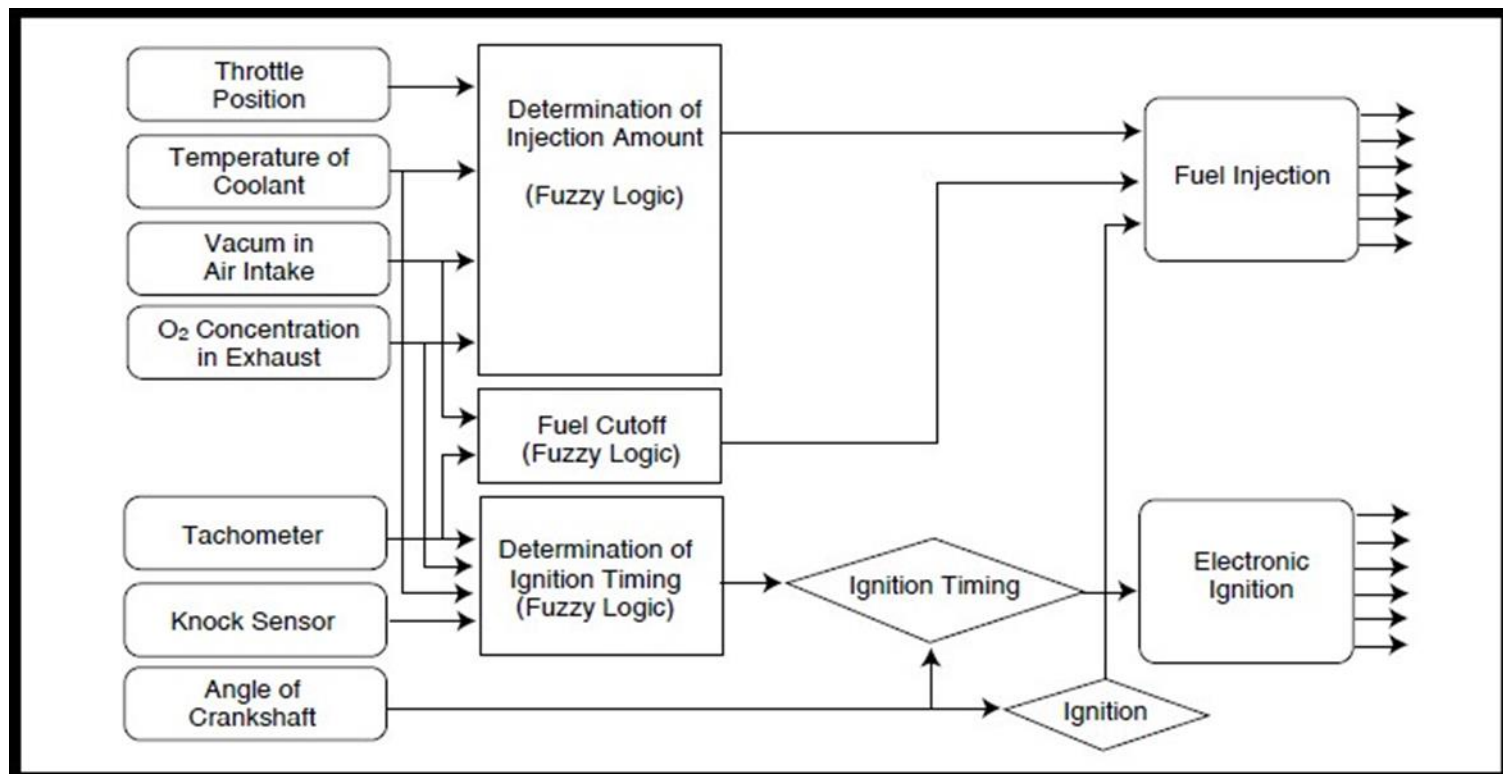 Throttle
Position
Temperature of
Coolant
Vacum in
Air Intake
O₂ Concentration
in Exhaust
Tachometer
Knock Sensor
Angle of
Crankshaft
Determination of
Injection Amount
(Fuzzy Logic)
Fuel Cutoff
(Fuzzy Logic)
Determination of
Ignition Timing
(Fuzzy Logic)
Ignition Timing
Ignition
Fuel Injection
Electronic
Ignition